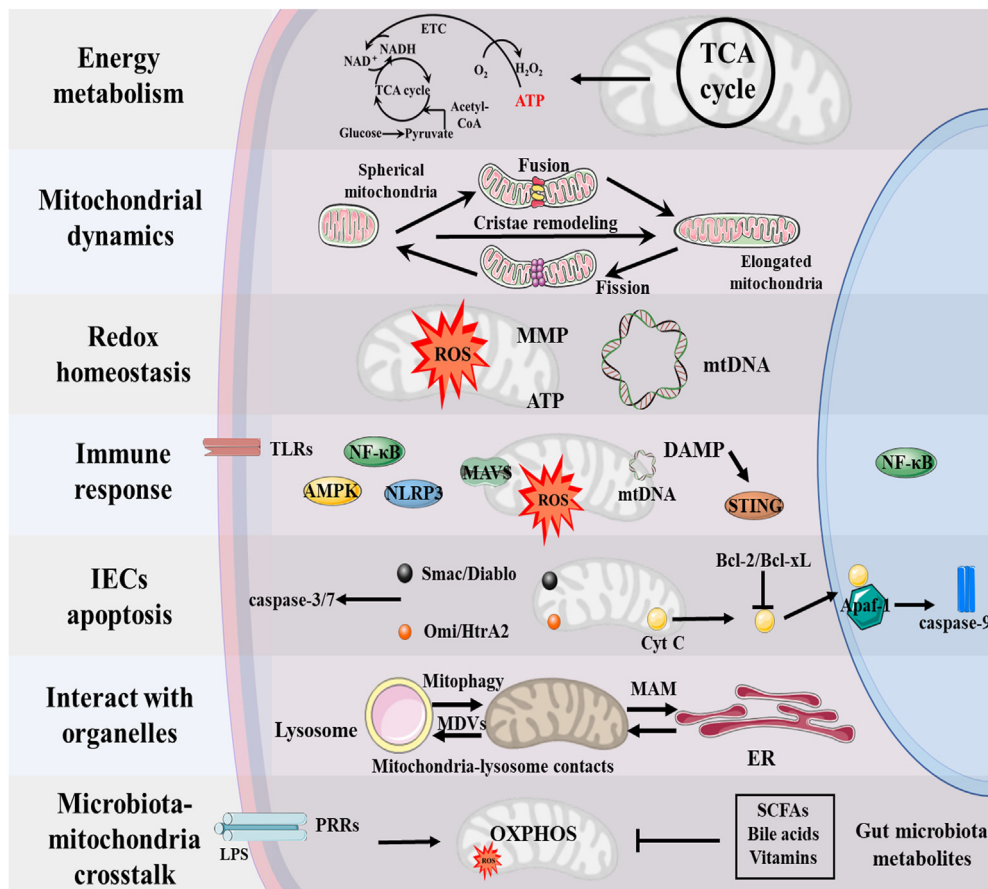 Energy
metabolism
ETC
NADH
NAD+
O2
H2O2
TCA cycle
ATP
Acetyl-
CoA
Glucose
Pyruvate
TCA
cycle
Mitochondrial
dynamics
Spherical
mitochondria
Fusion
Cristae remodeling
Fission
Elongated
mitochondria
Redox
homeostasis
ROS
MMP
ATP
mtDNA
Immune
response
TLRs
NF-κB
AMPK
NLRP3
MAVS
ROS
mtDNA
DAMP
STING
NF-κB
IECs
apoptosis
caspase-3/7
Smac/Diablo
Omi/HtrA2
Cyt C
Bcl-2/Bcl-xL
Apaf-1
caspase-9
Interact with
organelles
Lysosome
Mitophagy
MDVs
Mitochondria-lysosome contacts
MAM
ER
Microbiota-
mitochondria
crosstalk
LPS
PRRs
OXPHOS
ROS
SCFAs
Bile acids
Vitamins
Gut microbiota
metabolites